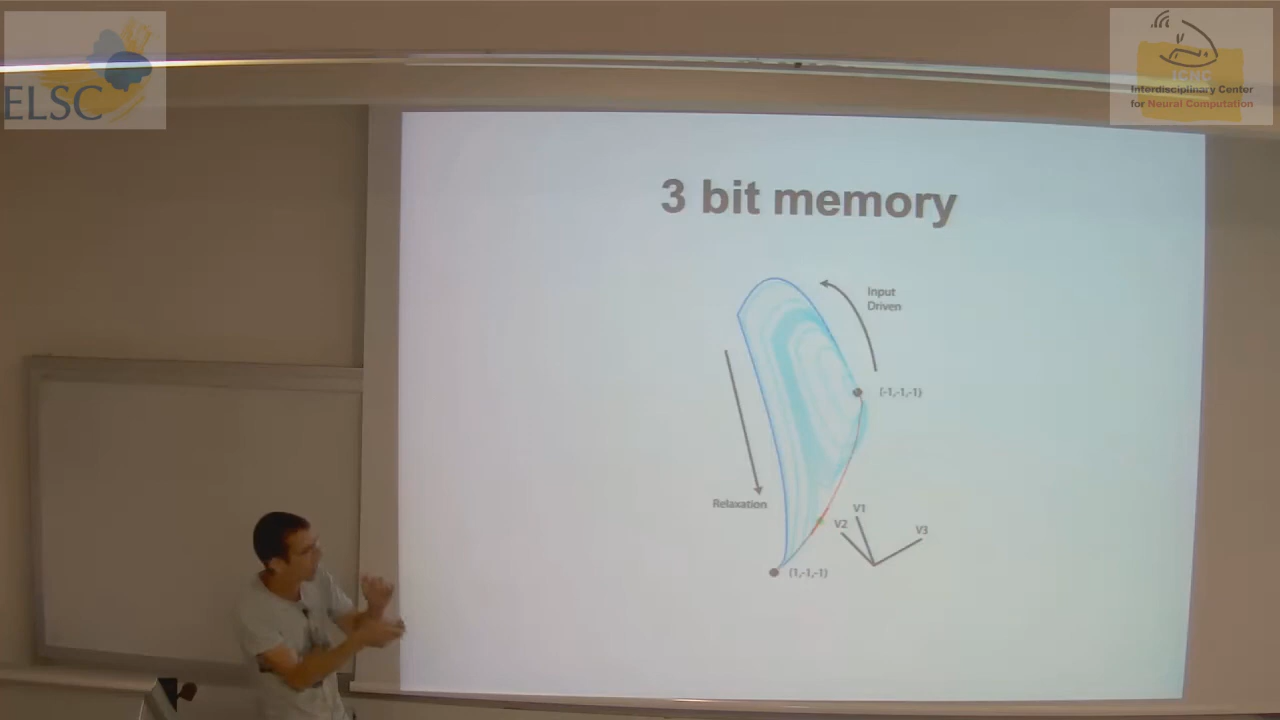 ELSC
ICNC
Interdisciplinary Center
for Neural Computation
3 bit memory
Input
Driven
(-1,-1,-1)
Relaxation
V1
V2
V3
(1,-1,-1)